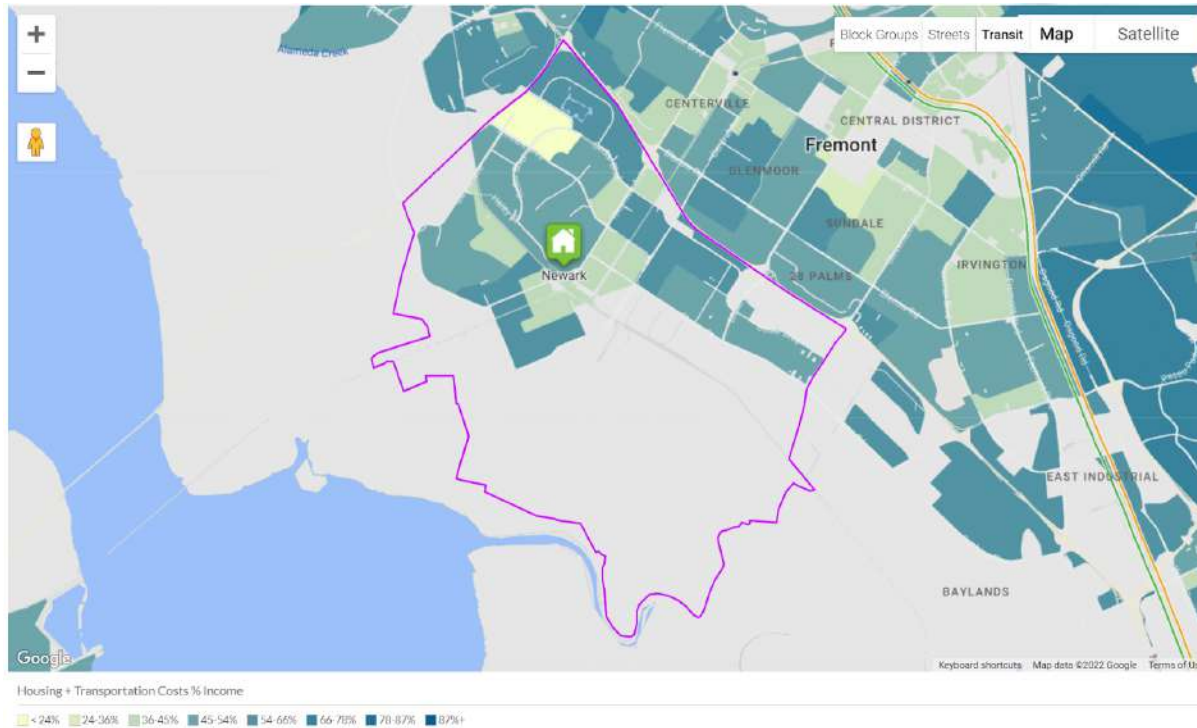 Alameda Creek
Block Groups Streets Transit Map Satellite
CENTERVILLE
CENTRAL DISTRICT
Fremont
GLENMOOR
SUNDALE
IRVINGTON
Newark
28 PALMS
EAST INDUSTRIAL
BAYLANDS
Google
Keyboard shortcuts Map data ©2022 Google Terms of
Housing + Transportation Costs % Income
< 24% 24-36% 36-45% 45-54% 54-66% 66-78% 78-87% 87%+